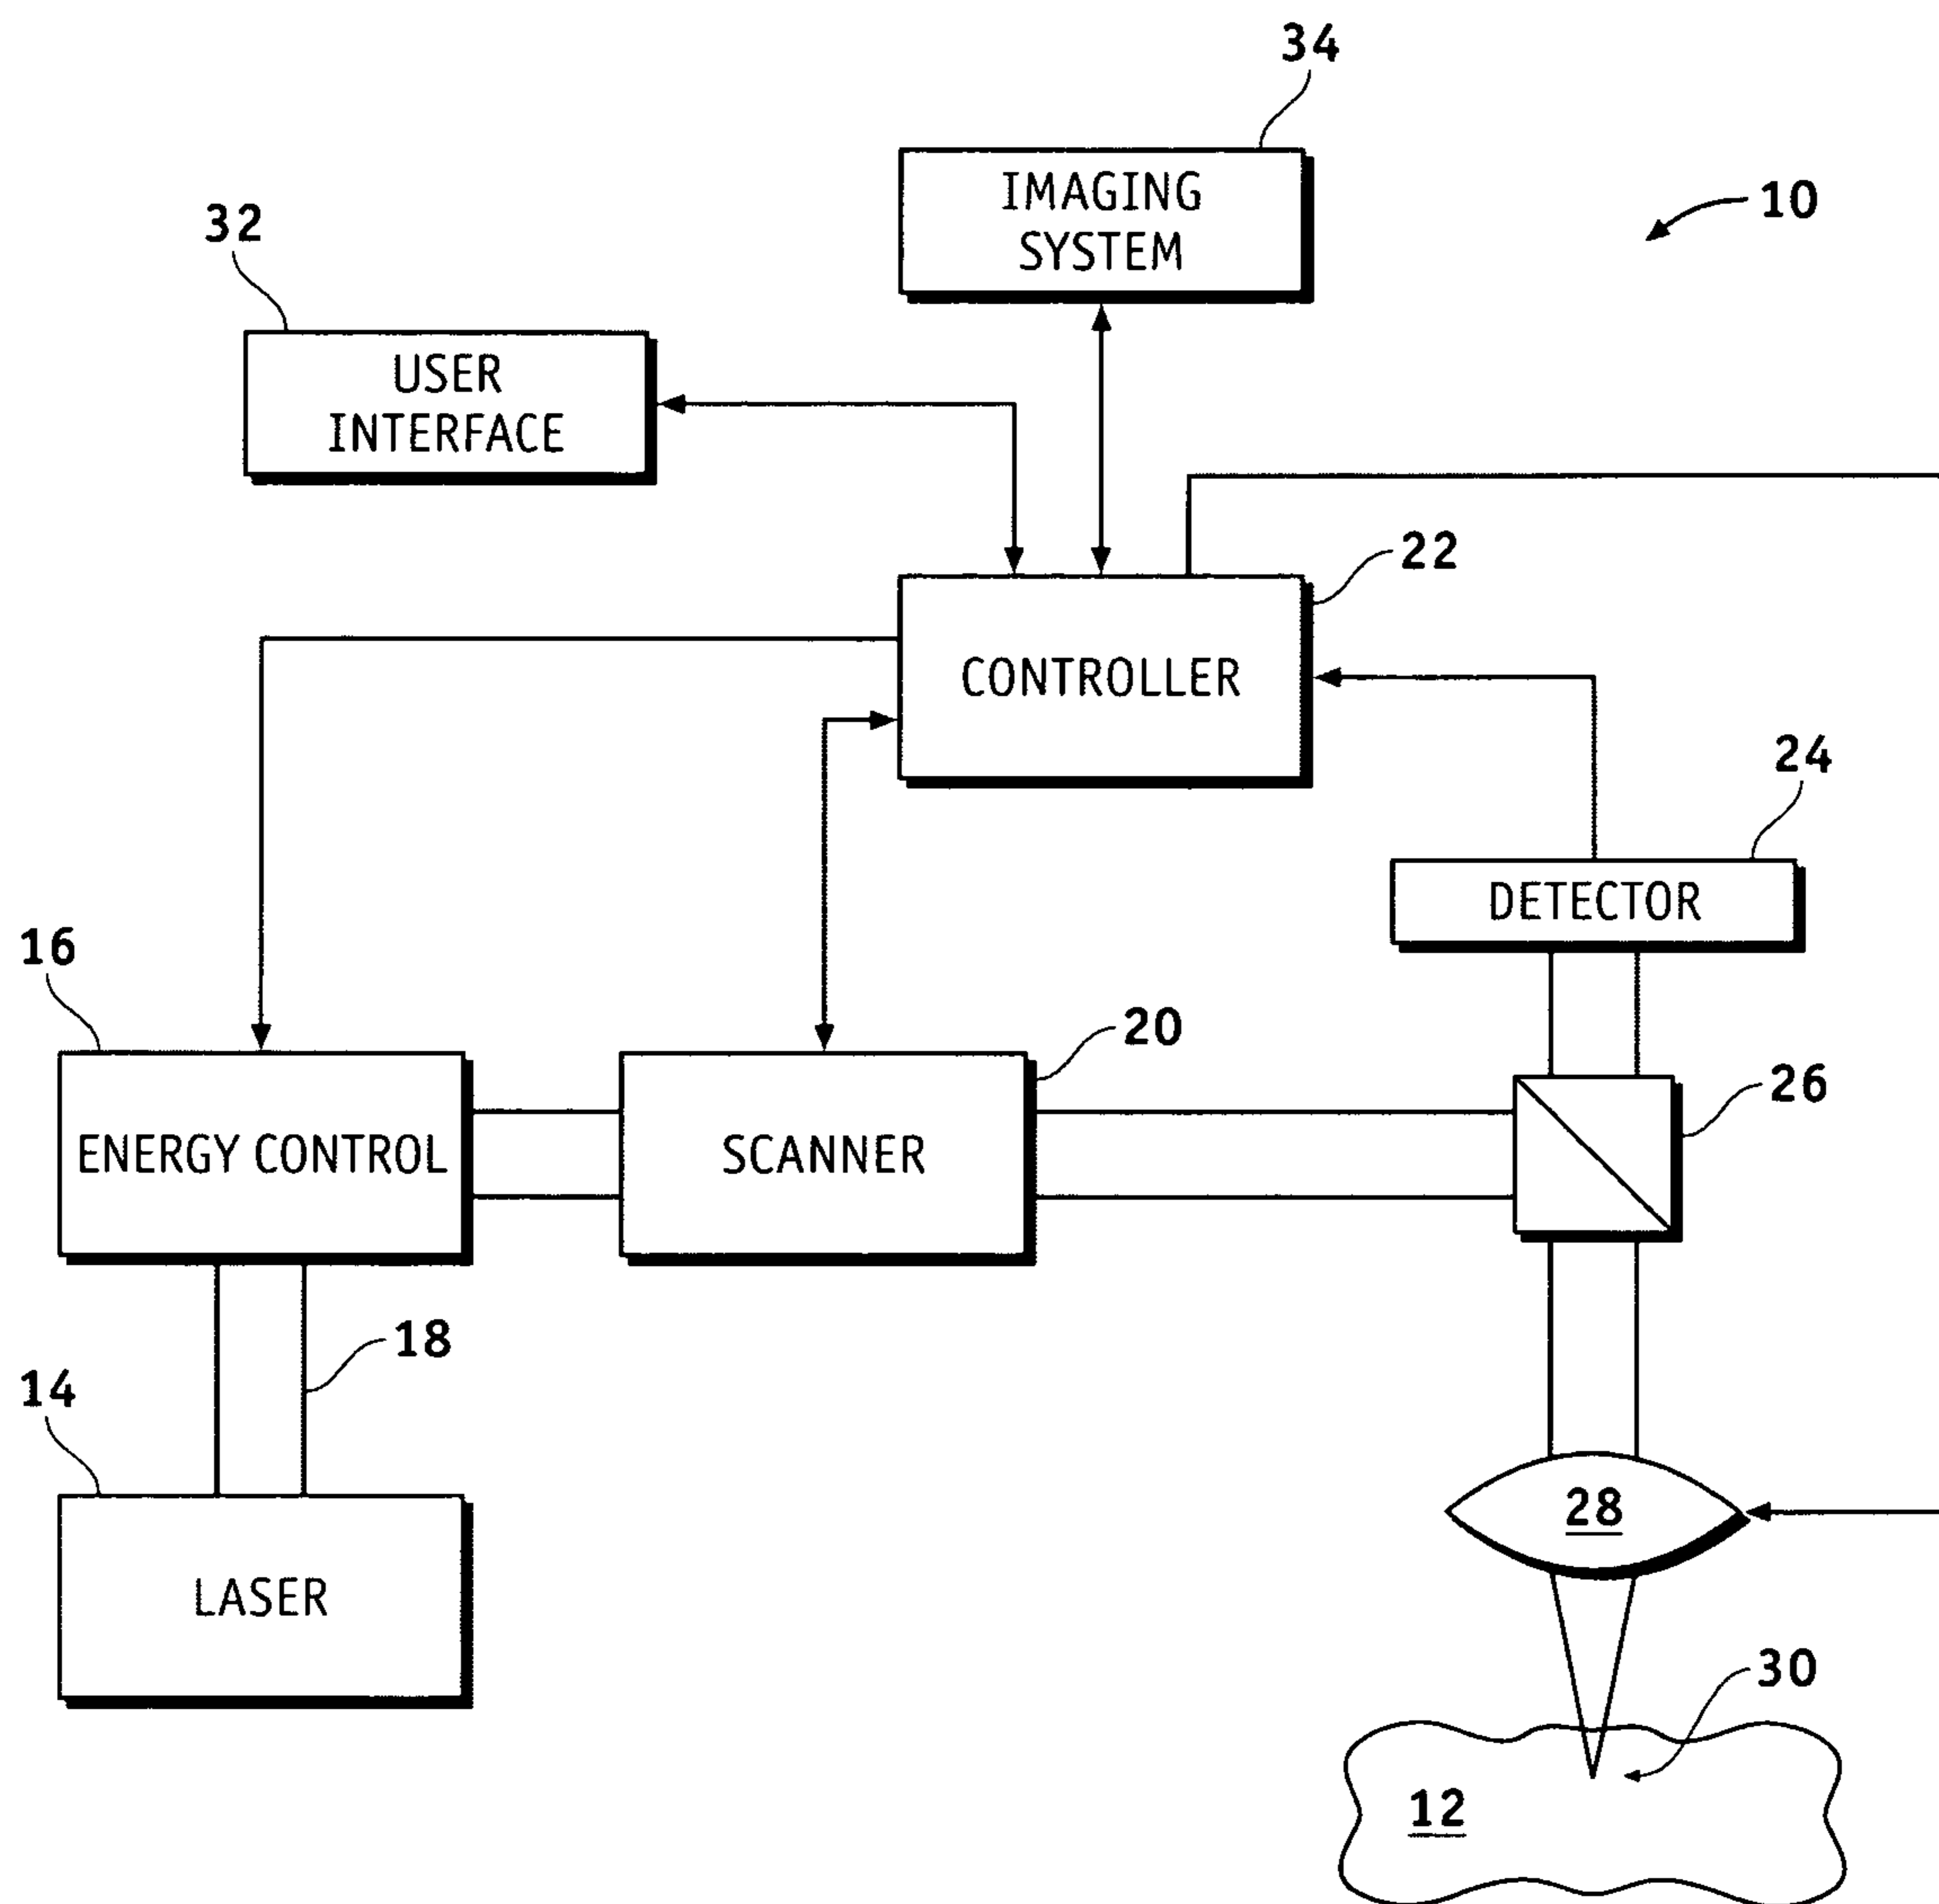 34
IMAGING
SYSTEM
10
32
USER
INTERFACE
22
CONTROLLER
24
DETECTOR
16
20
26
ENERGY CONTROL
SCANNER
18
14
28
LASER
30
12